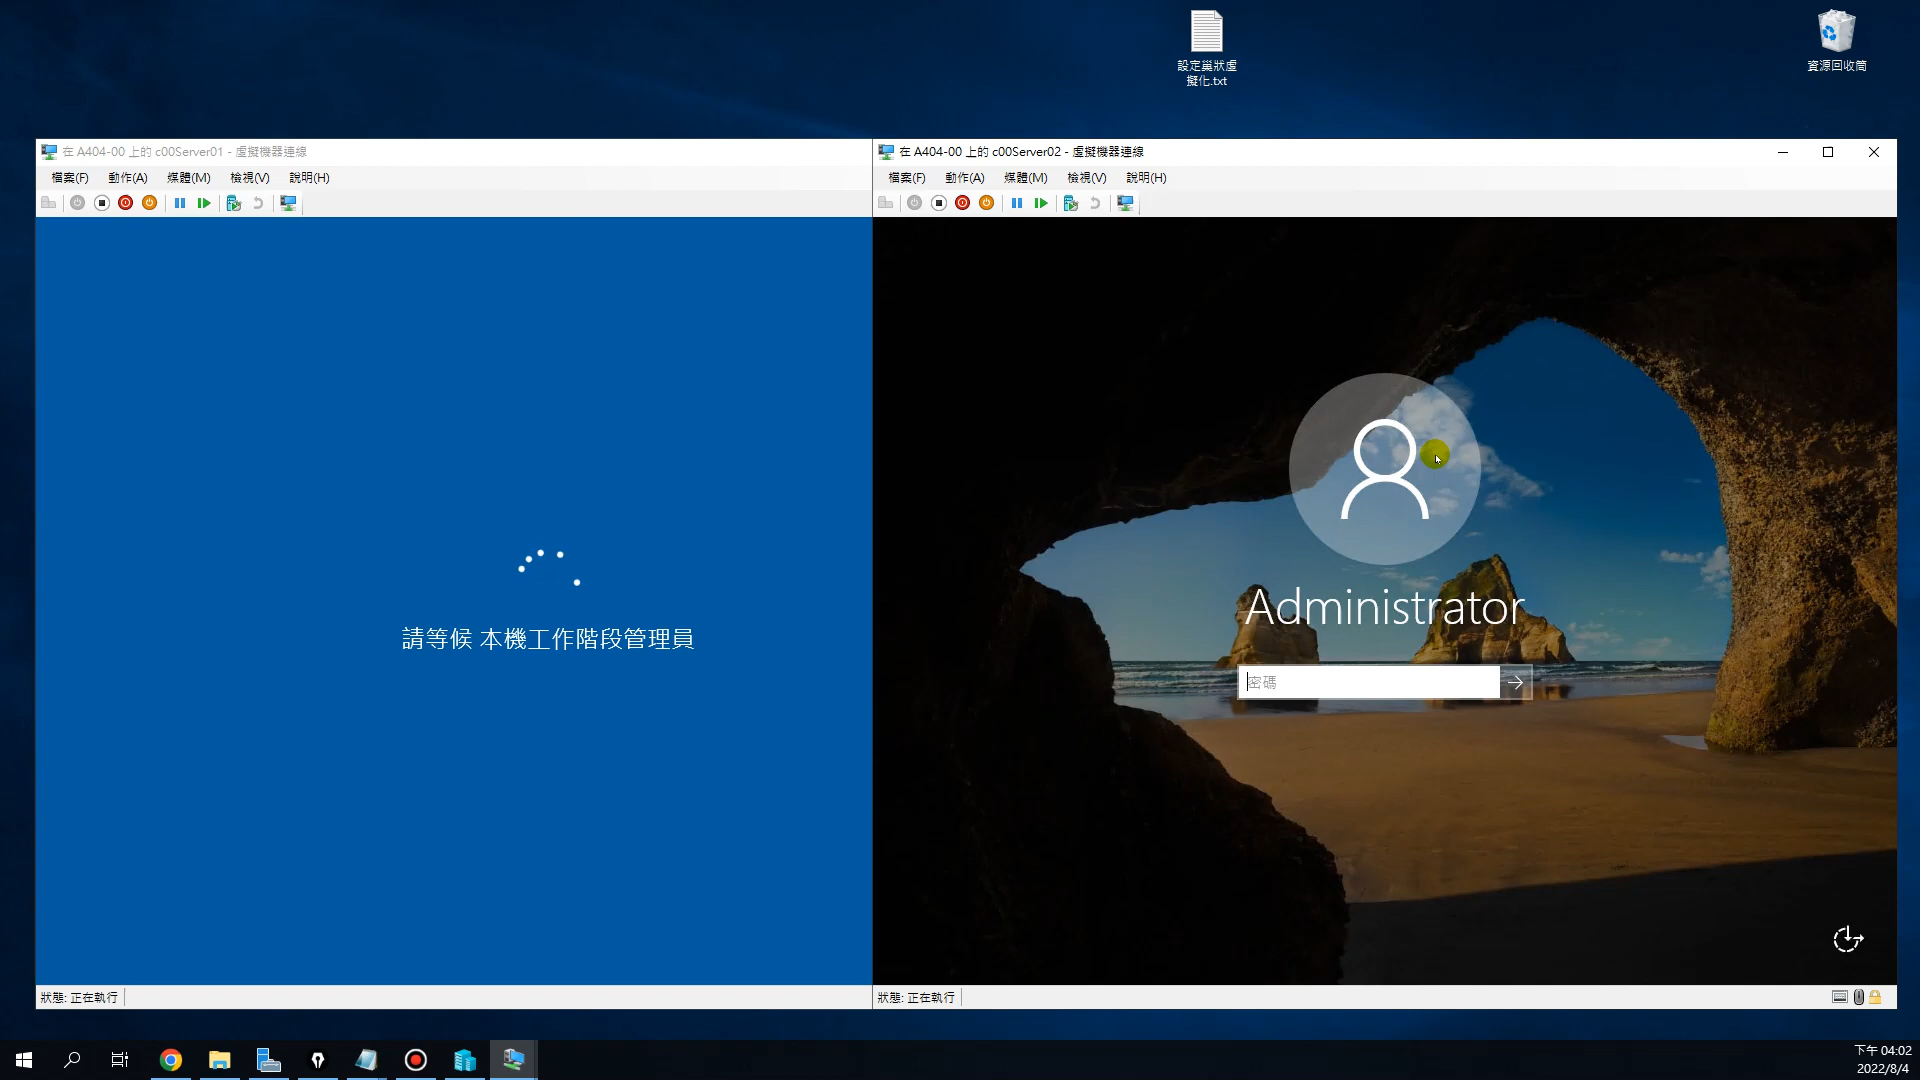 設定巢狀虛
擬化.txt
資源回收筒
在 A404-00 上的 c00Server01 - 虛擬機器連線
檔案(F) 動作(A) 媒體(M) 檢視(V) 說明(H)
請等候 本機工作階段管理員
狀態: 正在執行
在 A404-00 上的 c00Server02 - 虛擬機器連線
檔案(F) 動作(A) 媒體(M) 檢視(V) 說明(H)
Administrator
密碼
狀態: 正在執行
下午 04:02
2022/8/4